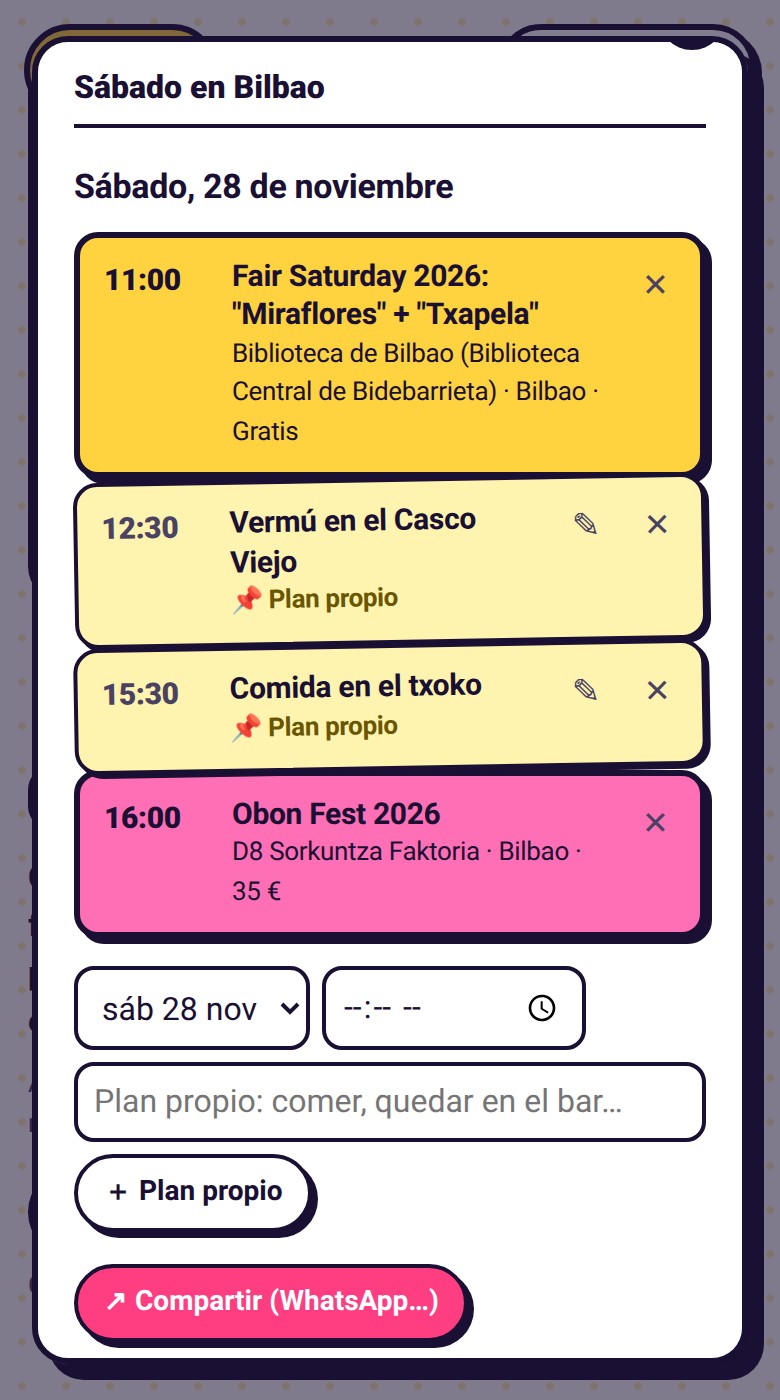 Sábado en Bilbao
Sábado, 28 de noviembre
11:00
Fair Saturday 2026:
"Miraflores" + "Txapela"
Biblioteca de Bilbao (Biblioteca
Central de Bidebarrieta) · Bilbao ·
Gratis
✕
12:30
Vermú en el Casco
Viejo
📌 Plan propio
✎ ✕
15:30
Comida en el txoko
📌 Plan propio
✎ ✕
16:00
Obon Fest 2026
D8 Sorkuntza Faktoria · Bilbao ·
35 €
✕
sáb 28 nov
--:-- --
Plan propio: comer, quedar en el bar…
+ Plan propio
↗ Compartir (WhatsApp…)